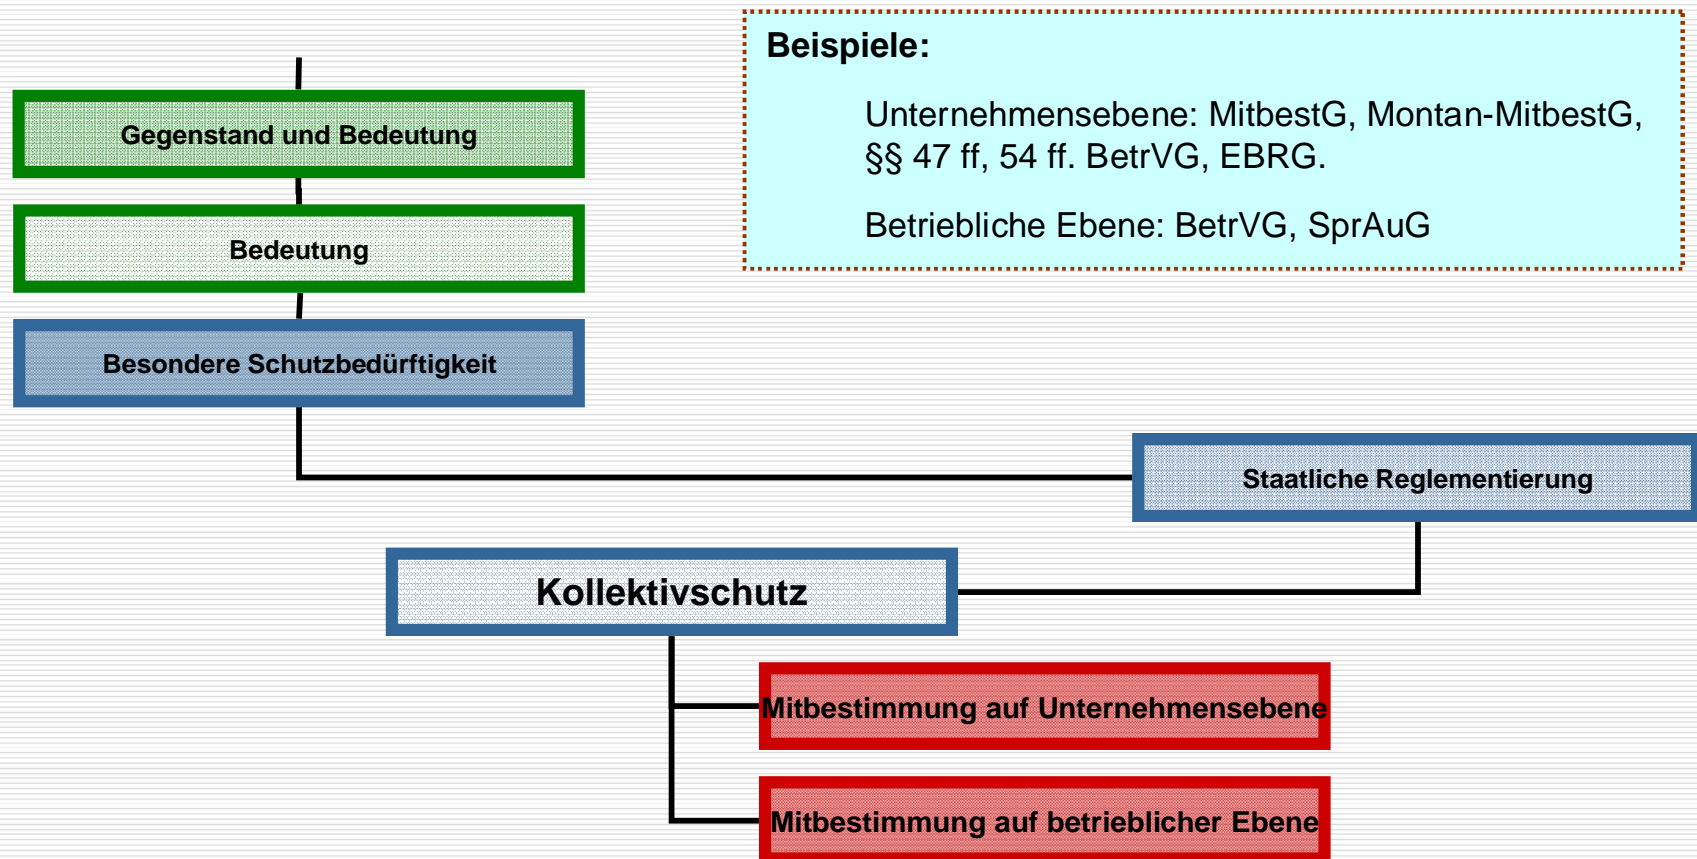 Beispiele:
Unternehmensebene: MitbestG, Montan-MitbestG,
§§ 47 ff, 54 ff. BetrVG, EBRG.
Betriebliche Ebene: BetrVG, SprAuG
Gegenstand und Bedeutung
Bedeutung
Besondere Schutzbedürftigkeit
Staatliche Reglementierung
Kollektivschutz
Mitbestimmung auf Unternehmensebene
Mitbestimmung auf betrieblicher Ebene